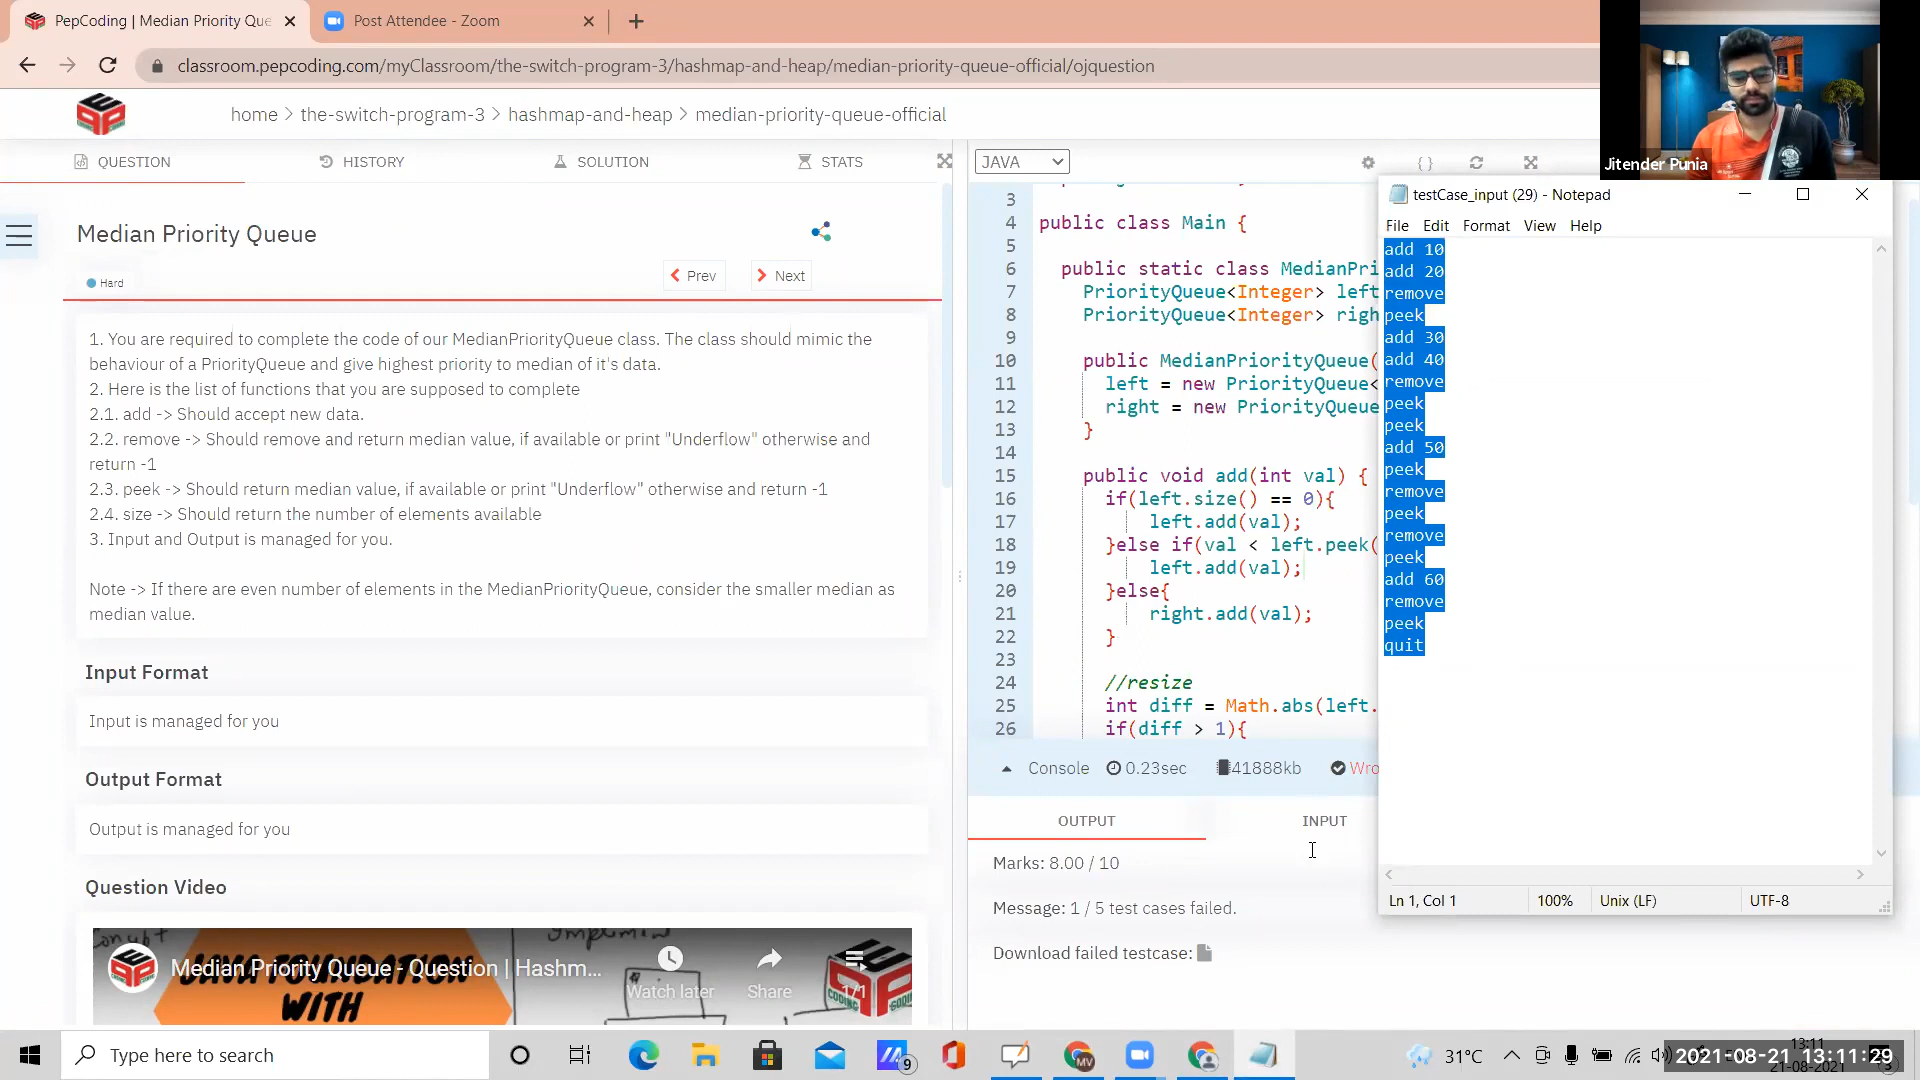 PepCoding | Median Priority Que
Post Attendee - Zoom
classroom.pepcoding.com/myClassroom/the-switch-program-3/hashmap-and-heap/median-priority-queue-official/ojquestion
home > the-switch-program-3 > hashmap-and-heap > median-priority-queue-official
Jitender Punia
QUESTION
HISTORY
SOLUTION
STATS
Median Priority Queue
Prev
Next
Hard
1. You are required to complete the code of our MedianPriorityQueue class. The class should mimic the
behaviour of a PriorityQueue and give highest priority to median of it's data.
2. Here is the list of functions that you are supposed to complete
2.1. add -> Should accept new data.
2.2. remove -> Should remove and return median value, if available or print "Underflow" otherwise and
return -1
2.3. peek -> Should return median value, if available or print "Underflow" otherwise and return -1
2.4. size -> Should return the number of elements available
3. Input and Output is managed for you.
Note -> If there are even number of elements in the MedianPriorityQueue, consider the smaller median as
median value.
Input Format
Input is managed for you
Output Format
Output is managed for you
Question Video
Median Priority Queue - Question | Hashm...
WITH
Watch later
Share
1/1
JAVA
{ }
3
4 public class Main {
5
6 public static class MedianPri
7 PriorityQueue<Integer> left
8 PriorityQueue<Integer> righ
9
10 public MedianPriorityQueue(
11 left = new PriorityQueue<
12 right = new PriorityQueue
13 }
14
15 public void add(int val) {
16 if(left.size() == 0){
17 left.add(val);
18 }else if(val < left.peek(
19 left.add(val);
20 }else{
21 right.add(val);
22 }
23
24 //resize
25 int diff = Math.abs(left.
26 if(diff > 1){
Console
0.23sec
41888kb
Wro
OUTPUT
INPUT
Marks: 8.00 / 10
Message: 1 / 5 test cases failed.
Download failed testcase:
testCase_input (29) - Notepad
File Edit Format View Help
add 10
add 20
remove
peek
add 30
add 40
remove
peek
peek
add 50
peek
remove
peek
remove
peek
add 60
remove
peek
quit
Ln 1, Col 1
100%
Unix (LF)
UTF-8
Type here to search
9
MV
31°C
13:11
21-08-2021
2021-08-21 13:11:29